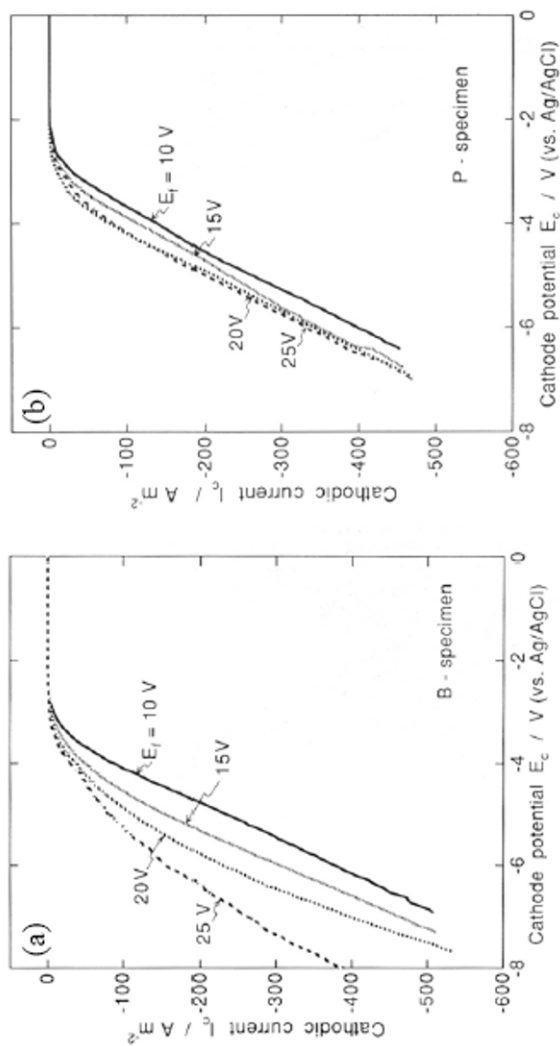 (a)
0
-100
-200
-300
-400
-500
-600
Cathodic current I_c / A m^-2
E_f = 10 V
15V
20V
25 V
B - specimen
-8
-6
-4
-2
0
Cathode potential E_c / V (vs. Ag/AgCl)
(b)
0
-100
-200
-300
-400
-500
-600
Cathodic current I_c / A m^-2
E_f = 10 V
15V
20V
25V
P - specimen
-8
-6
-4
-2
0
Cathode potential E_c / V (vs. Ag/AgCl)